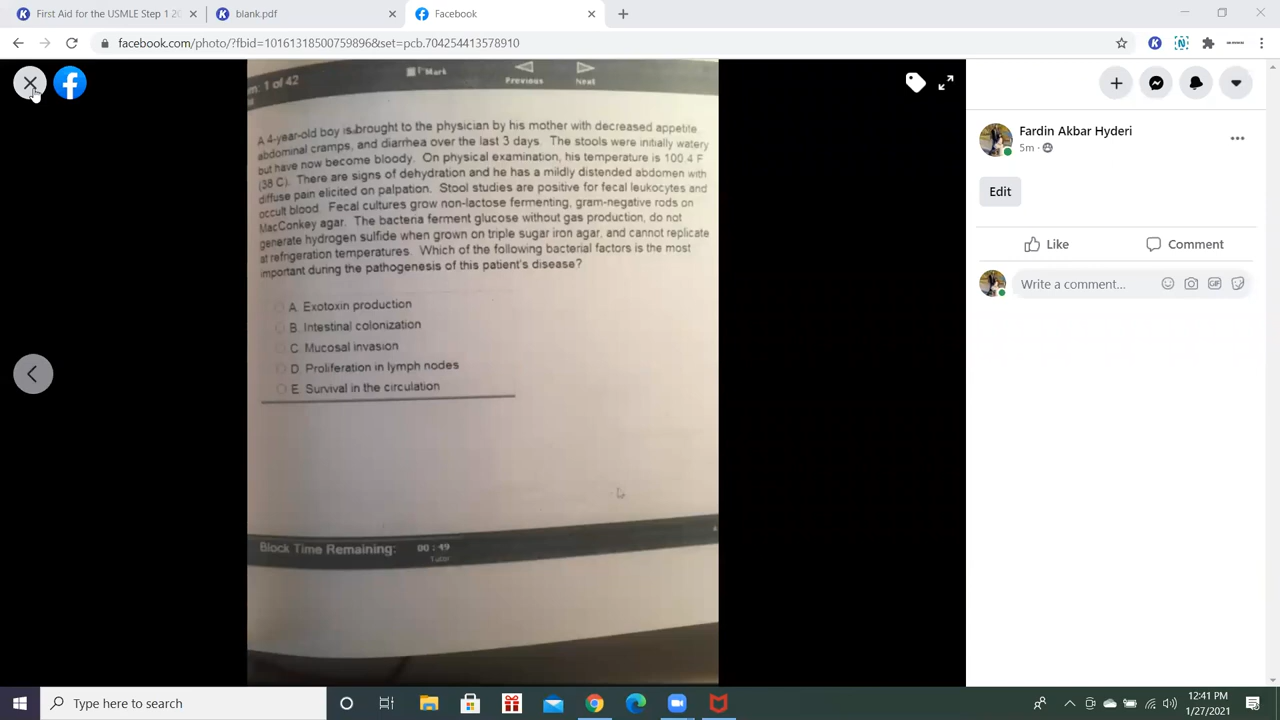 First Aid for the USMLE Step 1 20
blank.pdf
Facebook
facebook.com/photo/?fbid=10161318500759896&set=pcb.704254413578910
m: 1 of 42
Mark
Previous
Next
A 4-year-old boy is brought to the physician by his mother with decreased appetite,
abdominal cramps, and diarrhea over the last 3 days. The stools were initially watery
but have now become bloody. On physical examination, his temperature is 100.4 F
(38 C). There are signs of dehydration and he has a mildly distended abdomen with
diffuse pain elicited on palpation. Stool studies are positive for fecal leukocytes and
occult blood. Fecal cultures grow non-lactose fermenting, gram-negative rods on
MacConkey agar. The bacteria ferment glucose without gas production, do not
generate hydrogen sulfide when grown on triple sugar iron agar, and cannot replicate
at refrigeration temperatures. Which of the following bacterial factors is the most
important during the pathogenesis of this patient's disease?
A. Exotoxin production
B. Intestinal colonization
C. Mucosal invasion
D. Proliferation in lymph nodes
E. Survival in the circulation
Block Time Remaining: 00 : 49
Tutor
Fardin Akbar Hyderi
5m
Edit
Like
Comment
Write a comment...
GIF
Type here to search
12:41 PM
1/27/2021